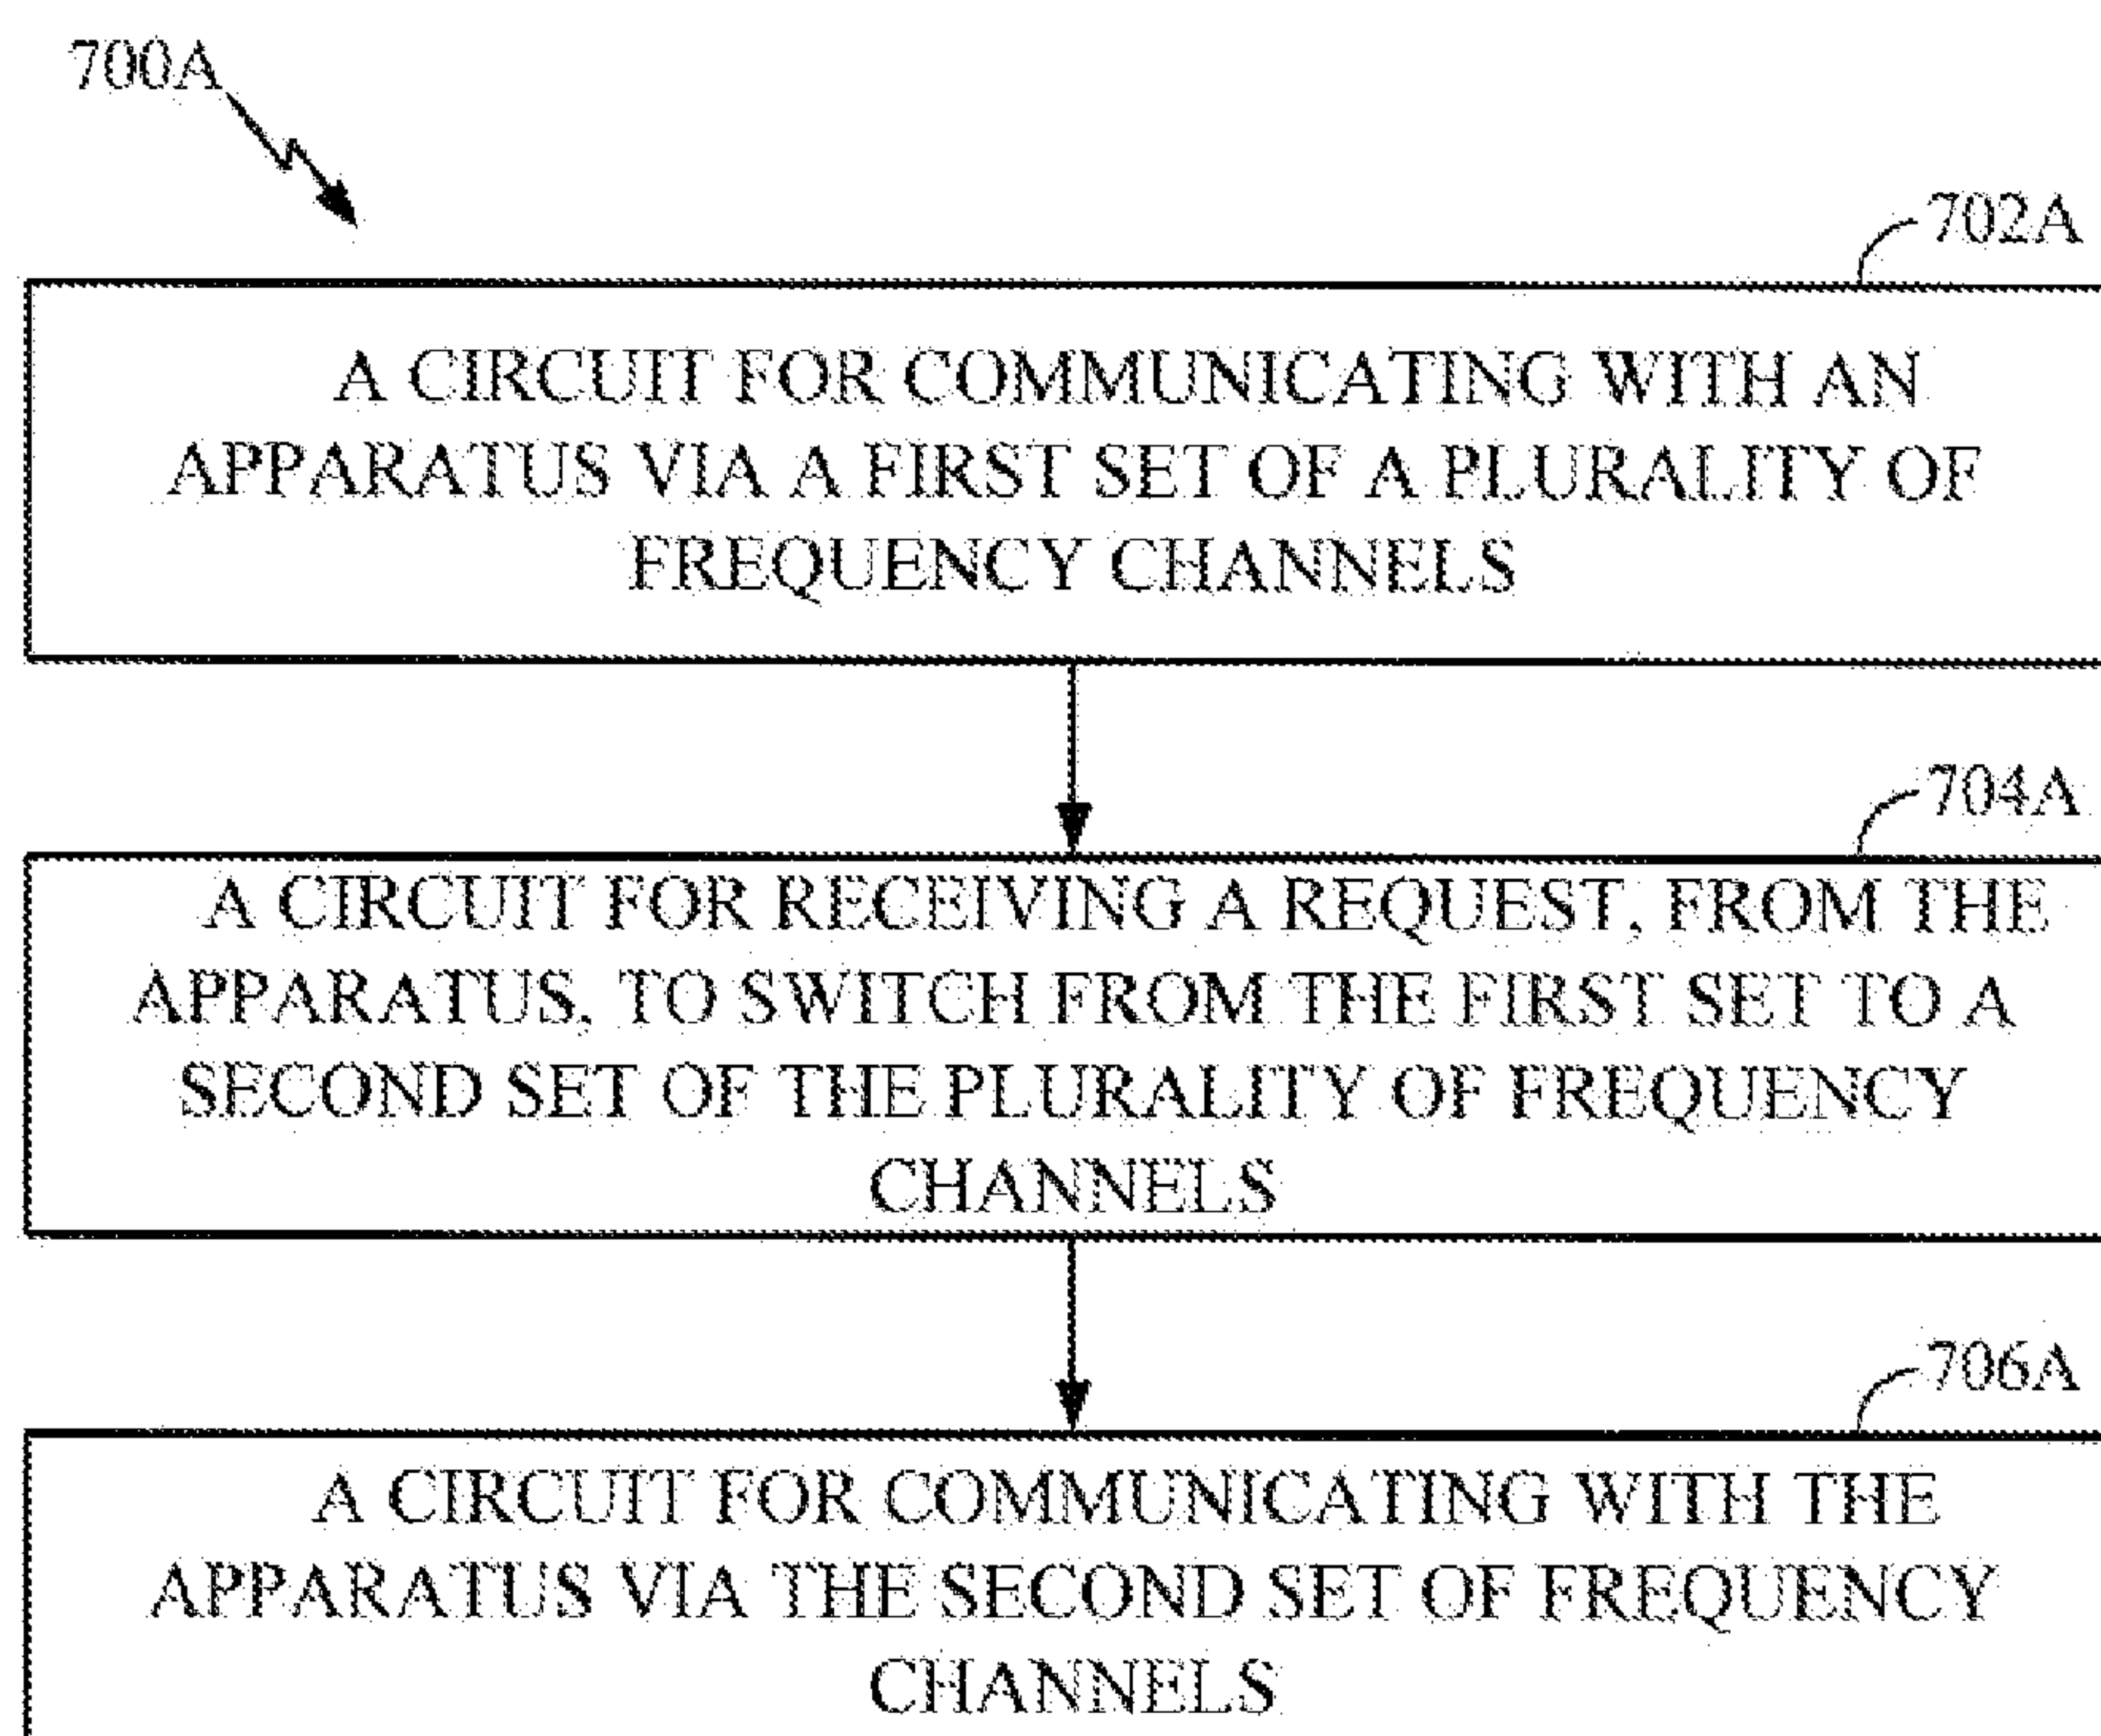 700A
702A
A CIRCUIT FOR COMMUNICATING WITH AN
APPARATUS VIA A FIRST SET OF A PLURALITY OF
FREQUENCY CHANNELS
704A
A CIRCUIT FOR RECEIVING A REQUEST, FROM THE
APPARATUS, TO SWITCH FROM THE FIRST SET TO A
SECOND SET OF THE PLURALITY OF FREQUENCY
CHANNELS
706A
A CIRCUIT FOR COMMUNICATING WITH THE
APPARATUS VIA THE SECOND SET OF FREQUENCY
CHANNELS